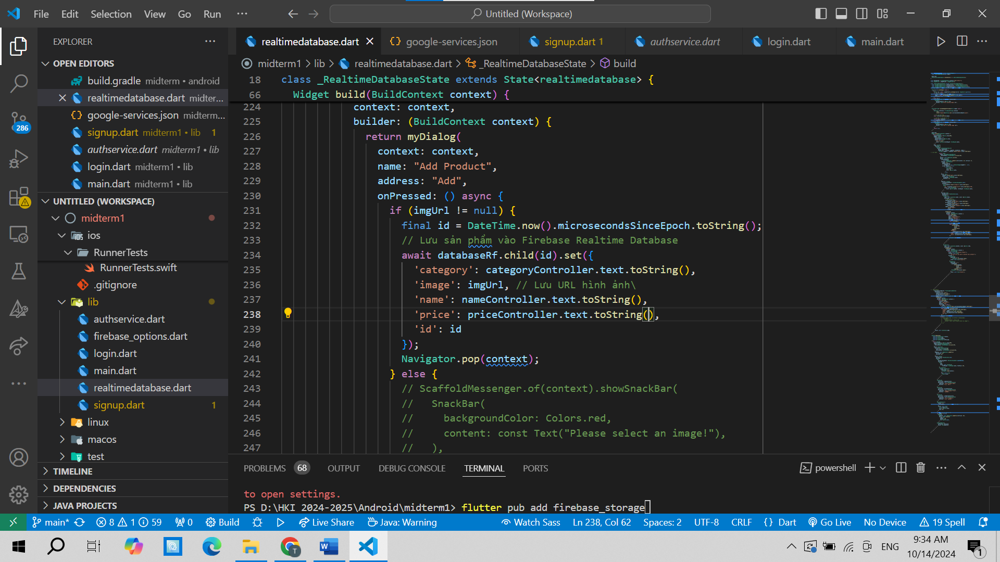 File Edit Selection View Go Run ··· Untitled (Workspace)
EXPLORER
OPEN EDITORS
build.gradle midterm • android
realtimedatabase.dart midter...
google-services.json midterm...
signup.dart midterm1 • lib 1
authservice.dart midterm1 • lib
login.dart midterm1 • lib
main.dart midterm1 • lib
286
UNTITLED (WORKSPACE)
midterm1
ios
RunnerTests
RunnerTests.swift
.gitignore
lib
authservice.dart
firebase_options.dart
login.dart
main.dart
realtimedatabase.dart
signup.dart 1
linux
macos
test
TIMELINE
DEPENDENCIES
JAVA PROJECTS
realtimedatabase.dart google-services.json signup.dart 1 authservice.dart login.dart main.dart
midterm1 > lib > realtimedatabase.dart > _RealtimeDatabaseState > build
18 class _RealtimeDatabaseState extends State<realtimedatabase> {
66 Widget build(BuildContext context) {
224 context: context,
225 builder: (BuildContext context) {
226 return myDialog(
227 context: context,
228 name: "Add Product",
229 address: "Add",
230 onPressed: () async {
231 if (imgUrl != null) {
232 final id = DateTime.now().microsecondsSinceEpoch.toString();
233 // Lưu sản phẩm vào Firebase Realtime Database
234 await databaseRf.child(id).set({
235 'category': categoryController.text.toString(),
236 'image': imgUrl, // Lưu URL hình ảnh\
237 'name': nameController.text.toString(),
238 'price': priceController.text.toString(),
239 'id': id
240 });
241 Navigator.pop(context);
242 } else {
243 // ScaffoldMessenger.of(context).showSnackBar(
244 // SnackBar(
245 // backgroundColor: Colors.red,
246 // content: const Text("Please select an image!"),
247 // ),
PROBLEMS 68 OUTPUT DEBUG CONSOLE TERMINAL PORTS powershell
to open settings.
PS D:\HKI 2024-2025\Android\midterm1> flutter pub add firebase_storage
main* 8 1 59 0 Build Live Share Java: Warning Watch Sass Ln 238, Col 62 Spaces: 2 UTF-8 CRLF {} Dart Go Live No Device 19 Spell
T W ENG 9:34 AM
10/14/2024 1